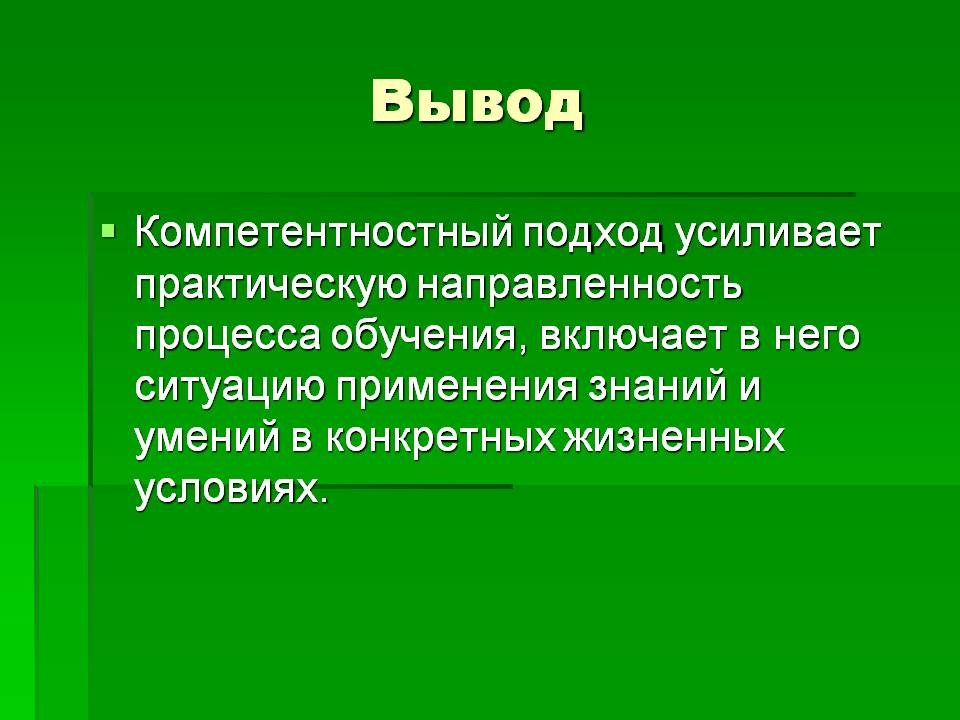 Вывод
Компетентностный подход усиливает
практическую направленность
процесса обучения, включает в него
ситуацию применения знаний и
умений в конкретных жизненных
условиях.